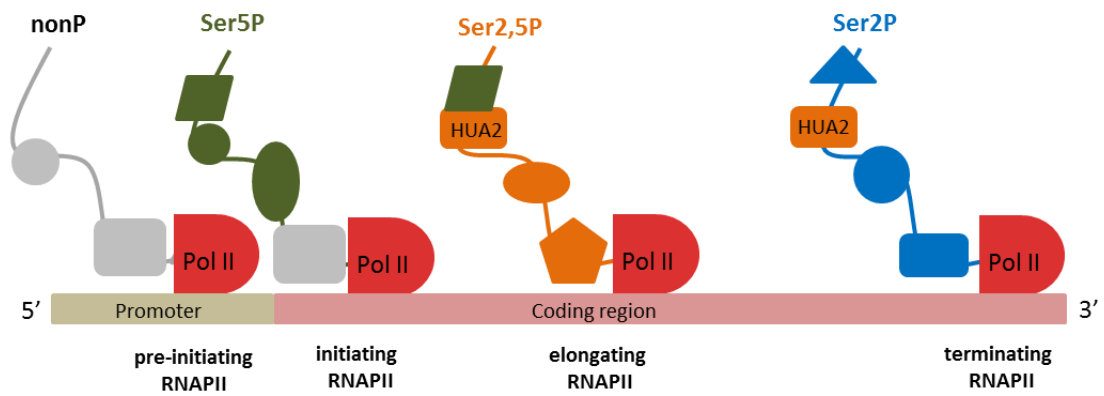 nonP
Ser5P
Ser2,5P
Ser2P
HUA2
HUA2
Pol II
Pol II
Pol II
Pol II
5’
Promoter
Coding region
3’
pre-initiating
RNAPII
initiating
RNAPII
elongating
RNAPII
terminating
RNAPII